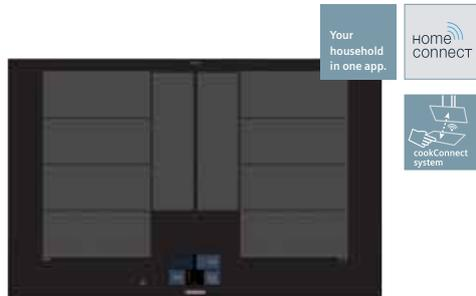 Your
household
in one app.
HOME
CONNECT
cookConnect
system